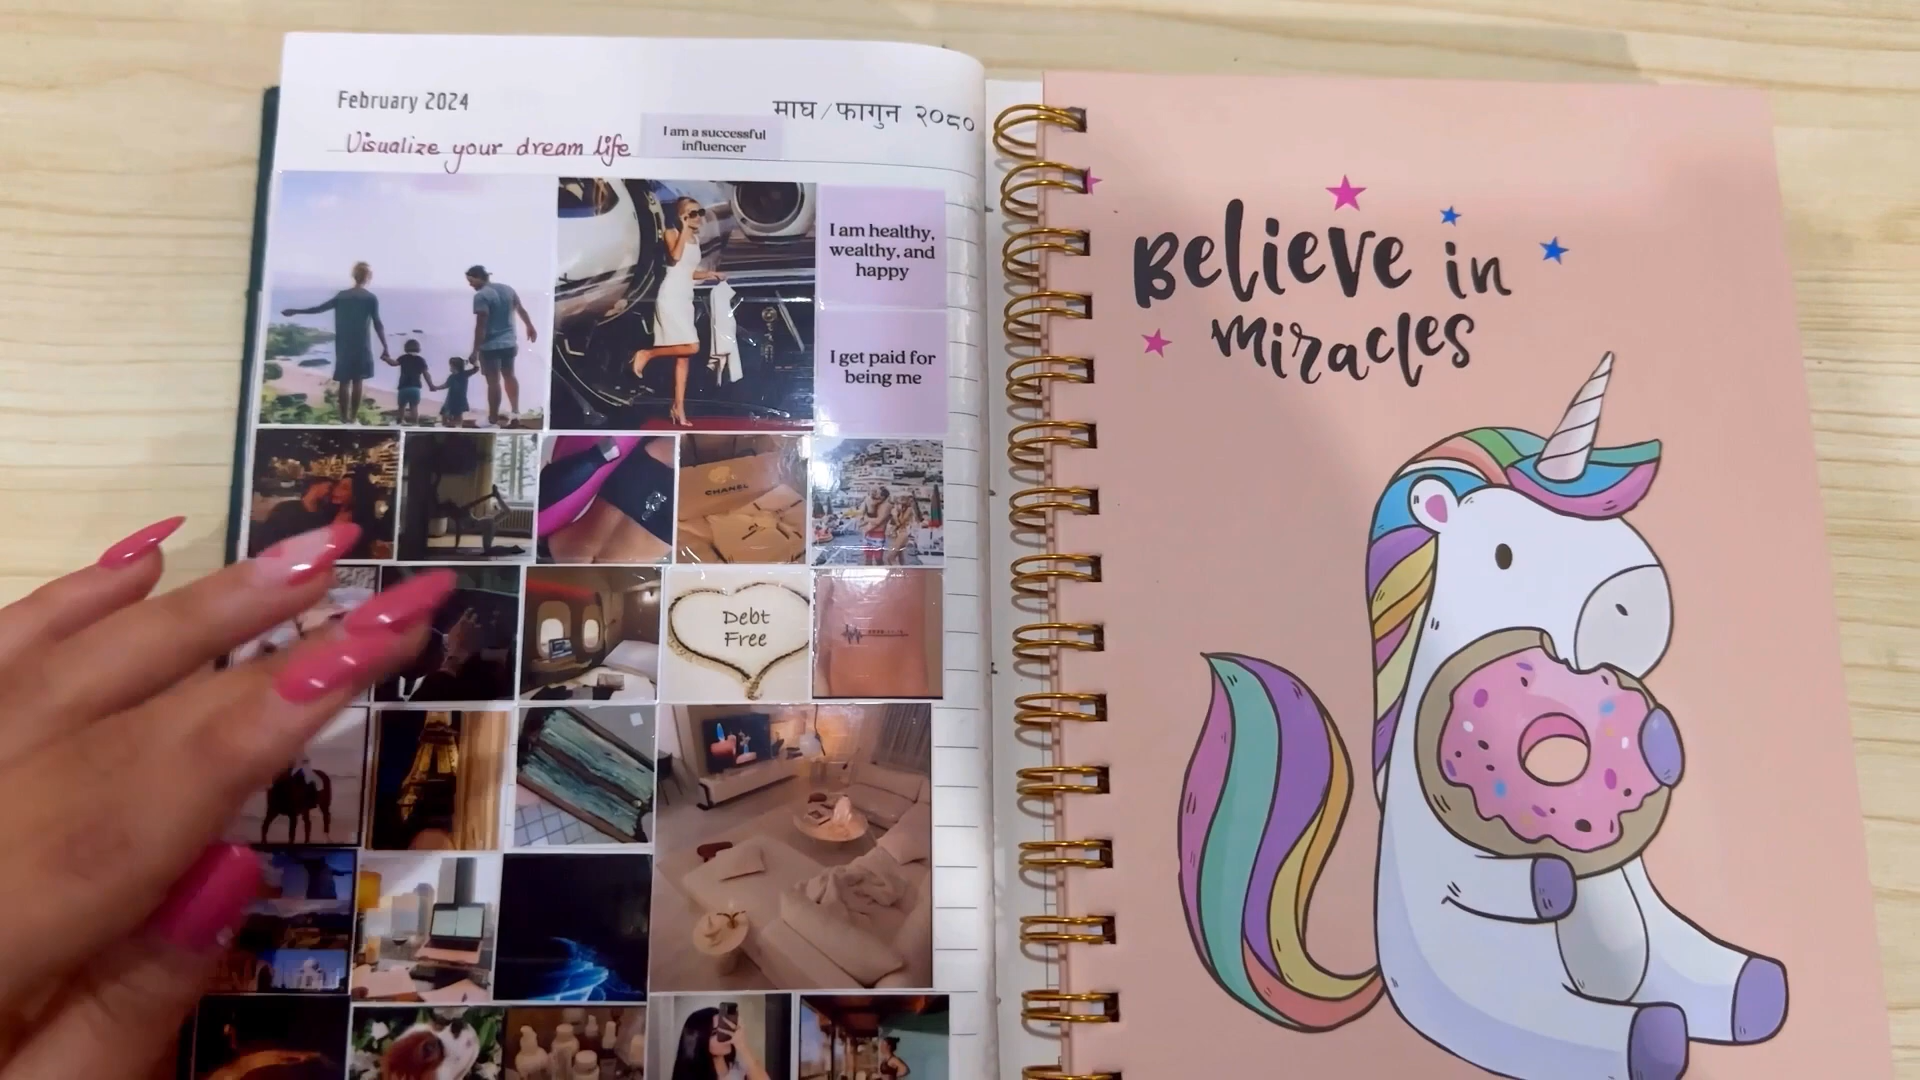 February 2024
माघ / फागुन २०८०
Visualize your dream life
I am a successful
influencer
I am healthy,
wealthy, and
happy
I get paid for
being me
CHANEL
Debt
Free
Believe in
miracles